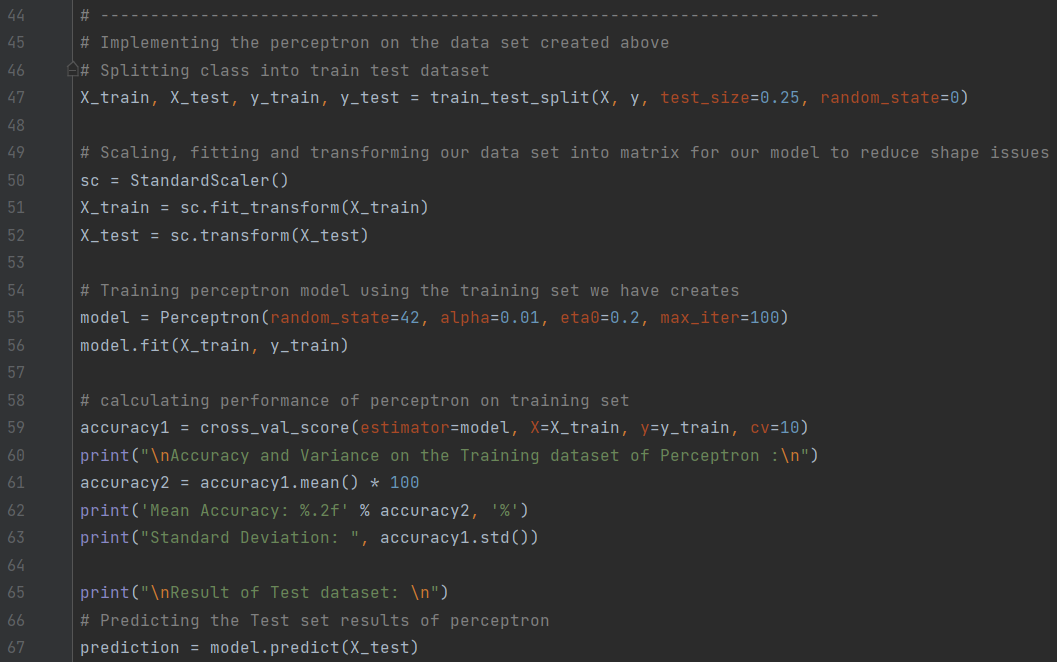 44 # ------------------------------------------------------------------------------
45 # Implementing the perceptron on the data set created above
46 # Splitting class into train test dataset
47 X_train, X_test, y_train, y_test = train_test_split(X, y, test_size=0.25, random_state=0)
48
49 # Scaling, fitting and transforming our data set into matrix for our model to reduce shape issues
50 sc = StandardScaler()
51 X_train = sc.fit_transform(X_train)
52 X_test = sc.transform(X_test)
53
54 # Training perceptron model using the training set we have creates
55 model = Perceptron(random_state=42, alpha=0.01, eta0=0.2, max_iter=100)
56 model.fit(X_train, y_train)
57
58 # calculating performance of perceptron on training set
59 accuracy1 = cross_val_score(estimator=model, X=X_train, y=y_train, cv=10)
60 print("\nAccuracy and Variance on the Training dataset of Perceptron :\n")
61 accuracy2 = accuracy1.mean() * 100
62 print('Mean Accuracy: %.2f' % accuracy2, '%')
63 print("Standard Deviation: ", accuracy1.std())
64
65 print("\nResult of Test dataset: \n")
66 # Predicting the Test set results of perceptron
67 prediction = model.predict(X_test)